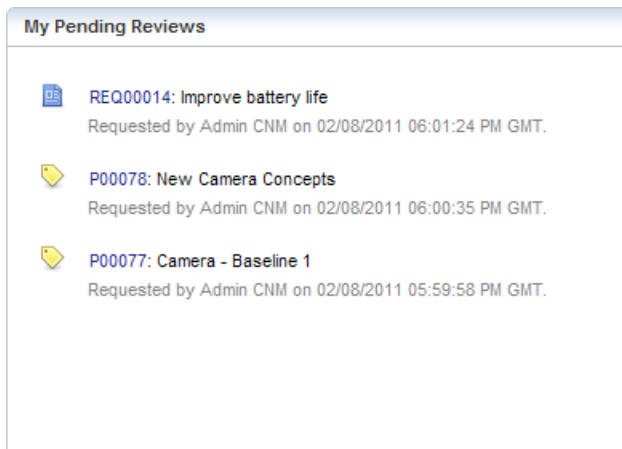 My Pending Reviews
REQ00014: Improve battery life
Requested by Admin CNM on 02/08/2011 06:01:24 PM GMT.
P00078: New Camera Concepts
Requested by Admin CNM on 02/08/2011 06:00:35 PM GMT.
P00077: Camera - Baseline 1
Requested by Admin CNM on 02/08/2011 05:59:58 PM GMT.